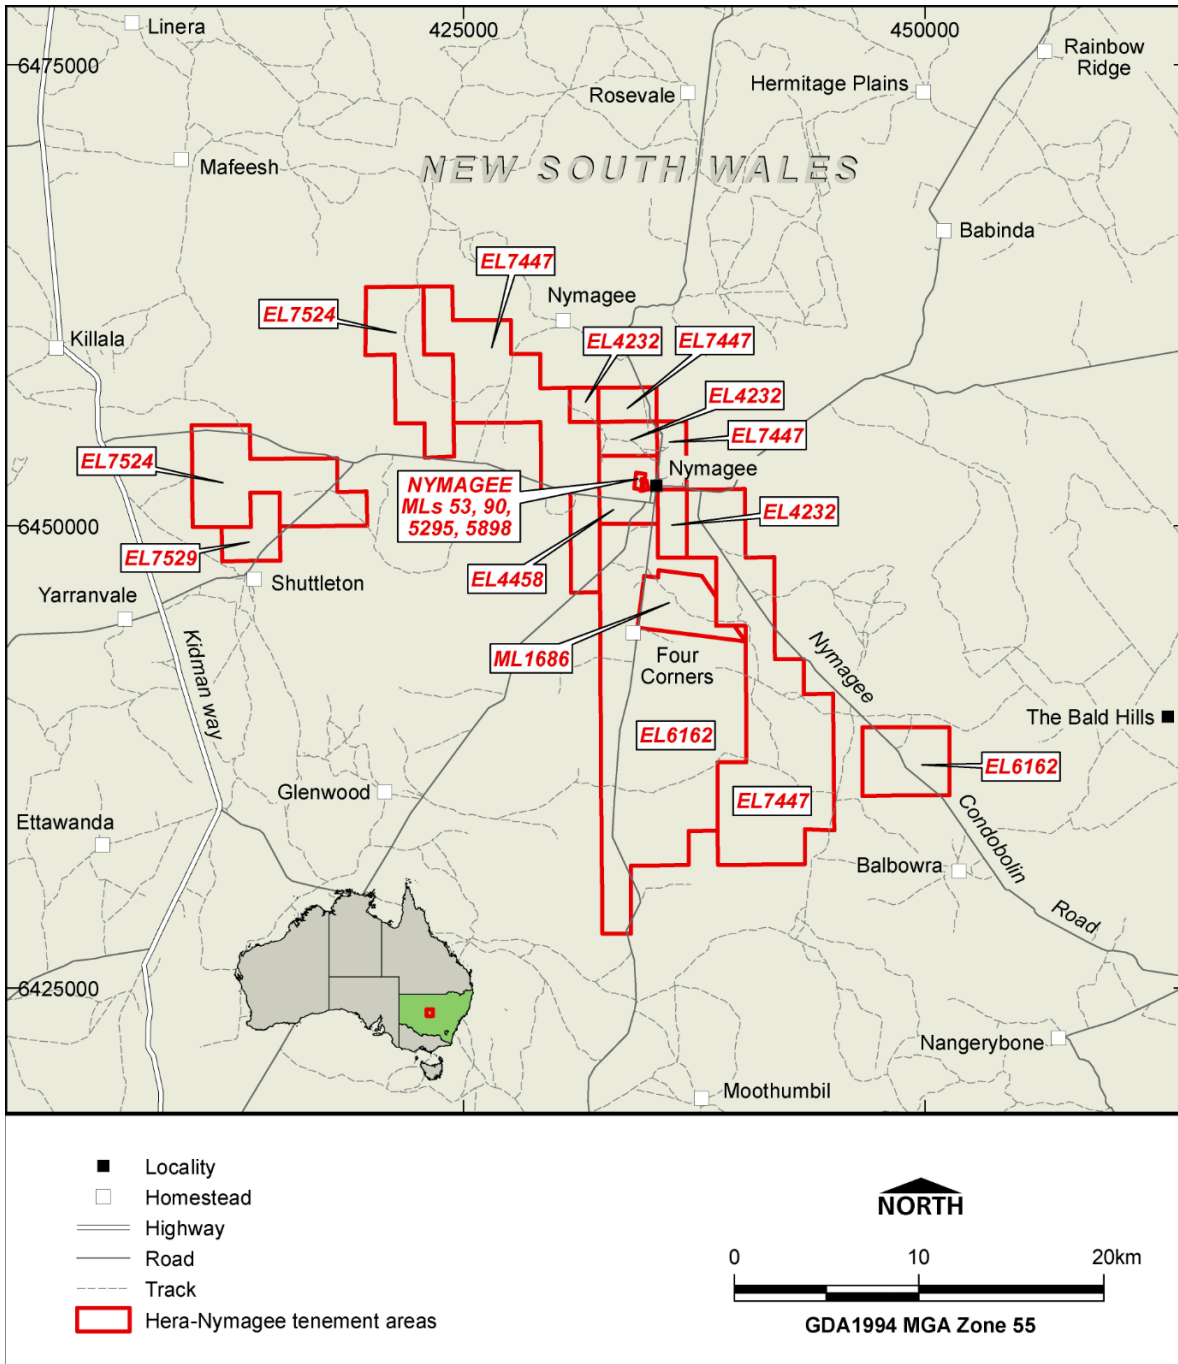 425000
450000
Linera
Rainbow
Ridge
6475000
Hermitage Plains
Rosevale
Mafeesh
NEW SOUTH WALES
Babinda
EL7447
Nymagee
EL7524
Killala
EL4232
EL7447
EL4232
EL7447
EL7524
Nymagee
NYMAGEE
MLs 53, 90,
5295, 5898
EL4232
6450000
EL7529
EL4458
Shuttleton
Yarranvale
Kidman way
ML1686
Four
Corners
Nymagee
The Bald Hills
EL6162
EL6162
Glenwood
EL7447
Ettawanda
Condobolin
Balbowra
Road
6425000
Nangerybone
Moothumbil
Locality
Homestead
Highway
Road
Track
Hera-Nymagee tenement areas
NORTH
0 10 20km
GDA1994 MGA Zone 55